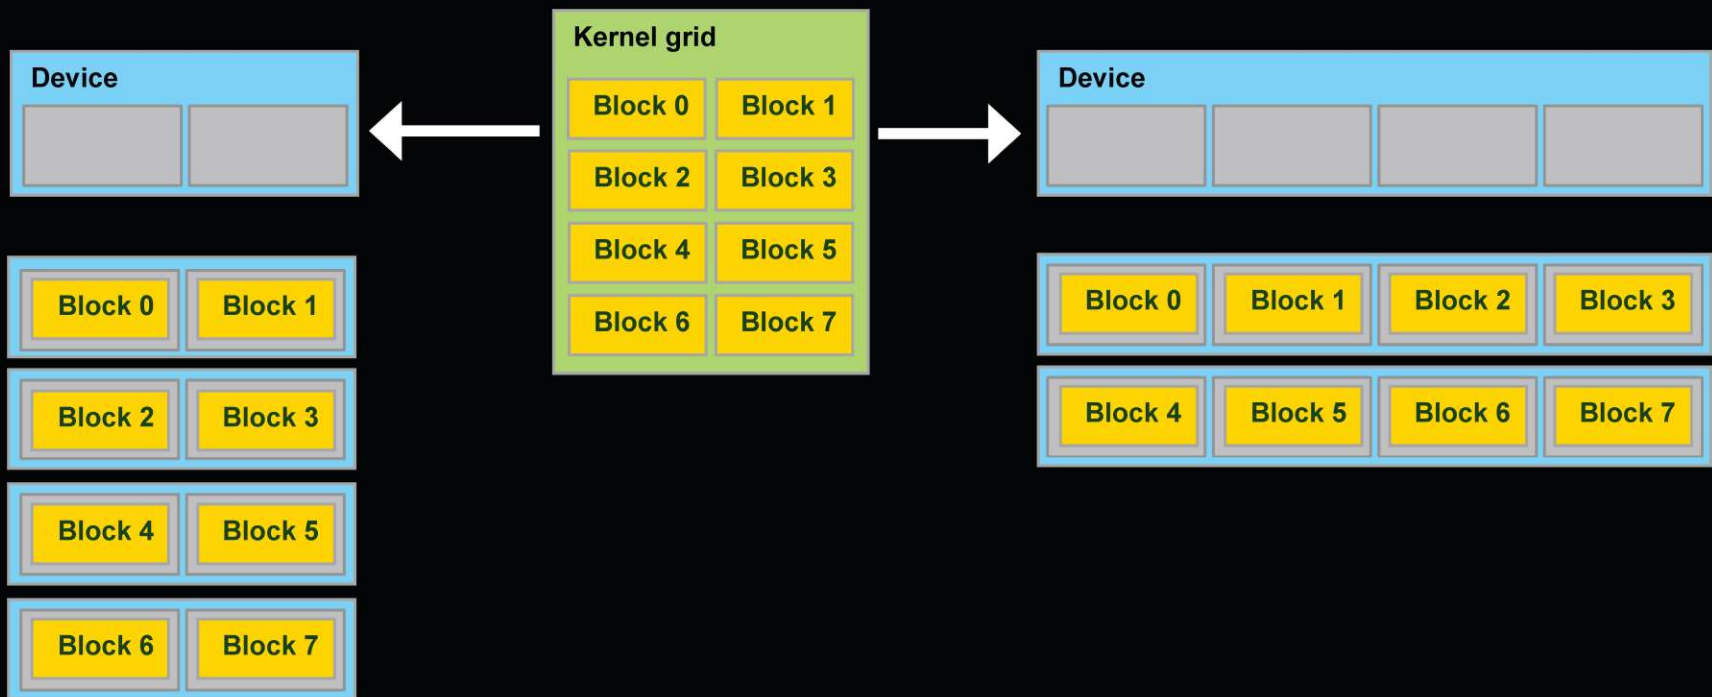 Device
Block 0 Block 1
Block 2 Block 3
Block 4 Block 5
Block 6 Block 7
Kernel grid
Block 0 Block 1
Block 2 Block 3
Block 4 Block 5
Block 6 Block 7
Device
Block 0 Block 1 Block 2 Block 3
Block 4 Block 5 Block 6 Block 7